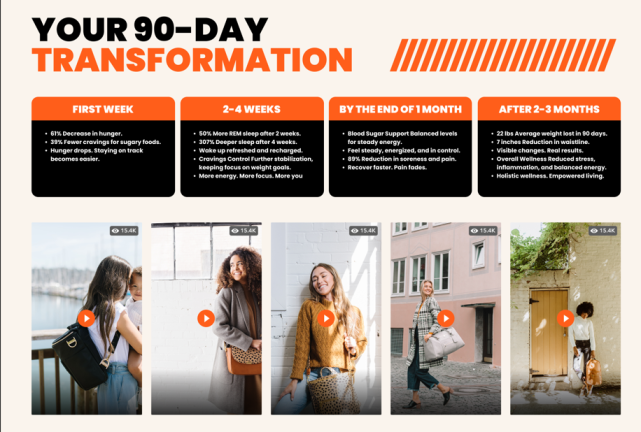 YOUR 90-DAY
TRANSFORMATION
FIRST WEEK
• 61% Decrease in hunger.
• 39% Fewer cravings for sugary foods.
• Hunger drops. Staying on track
becomes easier.
2-4 WEEKS
• 50% More REM sleep after 2 weeks.
• 307% Deeper sleep after 4 weeks.
• Wake up refreshed and recharged.
• Cravings Control Further stabilization,
keeping focus on weight goals.
• More energy. More focus. More you
BY THE END OF 1 MONTH
• Blood Sugar Support Balanced levels
for steady energy.
• Feel steady, energized, and in control.
• 89% Reduction in soreness and pain.
• Recover faster. Pain fades.
AFTER 2-3 MONTHS
• 22 lbs Average weight lost in 90 days.
• 7 inches Reduction in waistline.
• Visible changes. Real results.
• Overall Wellness Reduced stress,
inflammation, and balanced energy.
• Holistic wellness. Empowered living.
15.4K
15.4K
15.4K
15.4K
15.4K